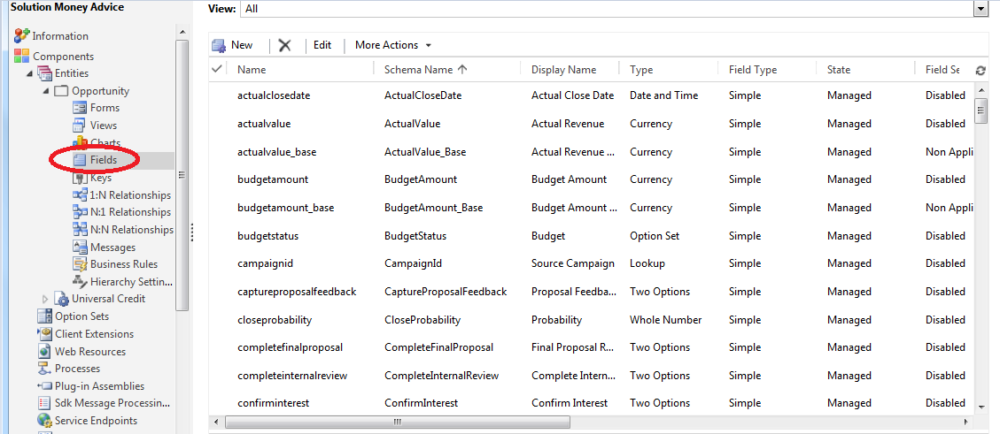 Solution Money Advice
View: All
Information
Components
Entities
Opportunity
Forms
Views
Charts
Fields
Keys
1:N Relationships
N:1 Relationships
N:N Relationships
Messages
Business Rules
Hierarchy Settin...
Universal Credit
Option Sets
Client Extensions
Web Resources
Processes
Plug-in Assemblies
Sdk Message Processin...
Service Endpoints
New Edit More Actions
Name Schema Name Display Name Type Field Type State Field Se
actualclosedate ActualCloseDate Actual Close Date Date and Time Simple Managed Disabled
actualvalue ActualValue Actual Revenue Currency Simple Managed Disabled
actualvalue_base ActualValue_Base Actual Revenue ... Currency Simple Managed Non Appli
budgetamount BudgetAmount Budget Amount Currency Simple Managed Disabled
budgetamount_base BudgetAmount_Base Budget Amount ... Currency Simple Managed Non Appli
budgetstatus BudgetStatus Budget Option Set Simple Managed Disabled
campaignid CampaignId Source Campaign Lookup Simple Managed Disabled
captureproposalfeedback CaptureProposalFeedback Proposal Feedba... Two Options Simple Managed Disabled
closeprobability CloseProbability Probability Whole Number Simple Managed Disabled
completefinalproposal CompleteFinalProposal Final Proposal R... Two Options Simple Managed Disabled
completeinternalreview CompleteInternalReview Complete Intern... Two Options Simple Managed Disabled
confirminterest ConfirmInterest Confirm Interest Two Options Simple Managed Disabled